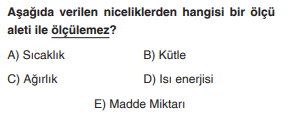 Aşağıda verilen niceliklerden hangisi bir ölçü
aleti ile ölçülemez?
A) Sıcaklık B) Kütle
C) Ağırlık D) Isı enerjisi
E) Madde Miktarı